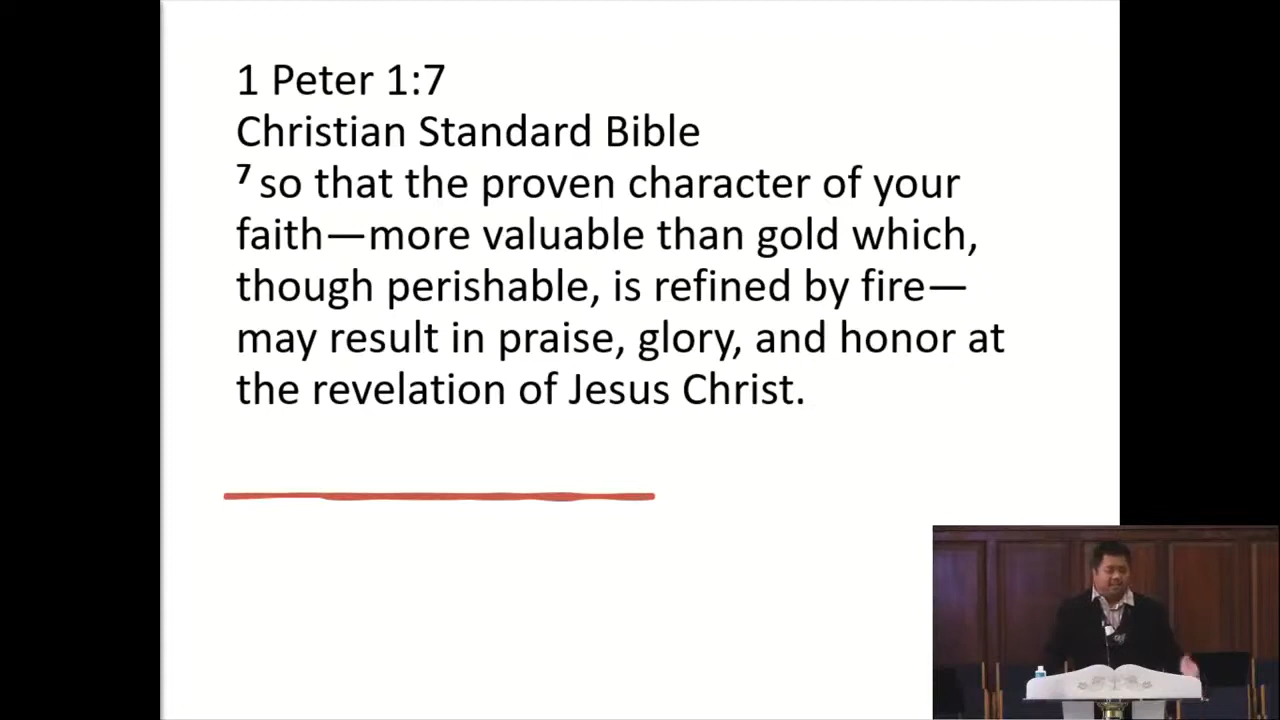 1 Peter 1:7
Christian Standard Bible
⁷ so that the proven character of your
faith—more valuable than gold which,
though perishable, is refined by fire—
may result in praise, glory, and honor at
the revelation of Jesus Christ.